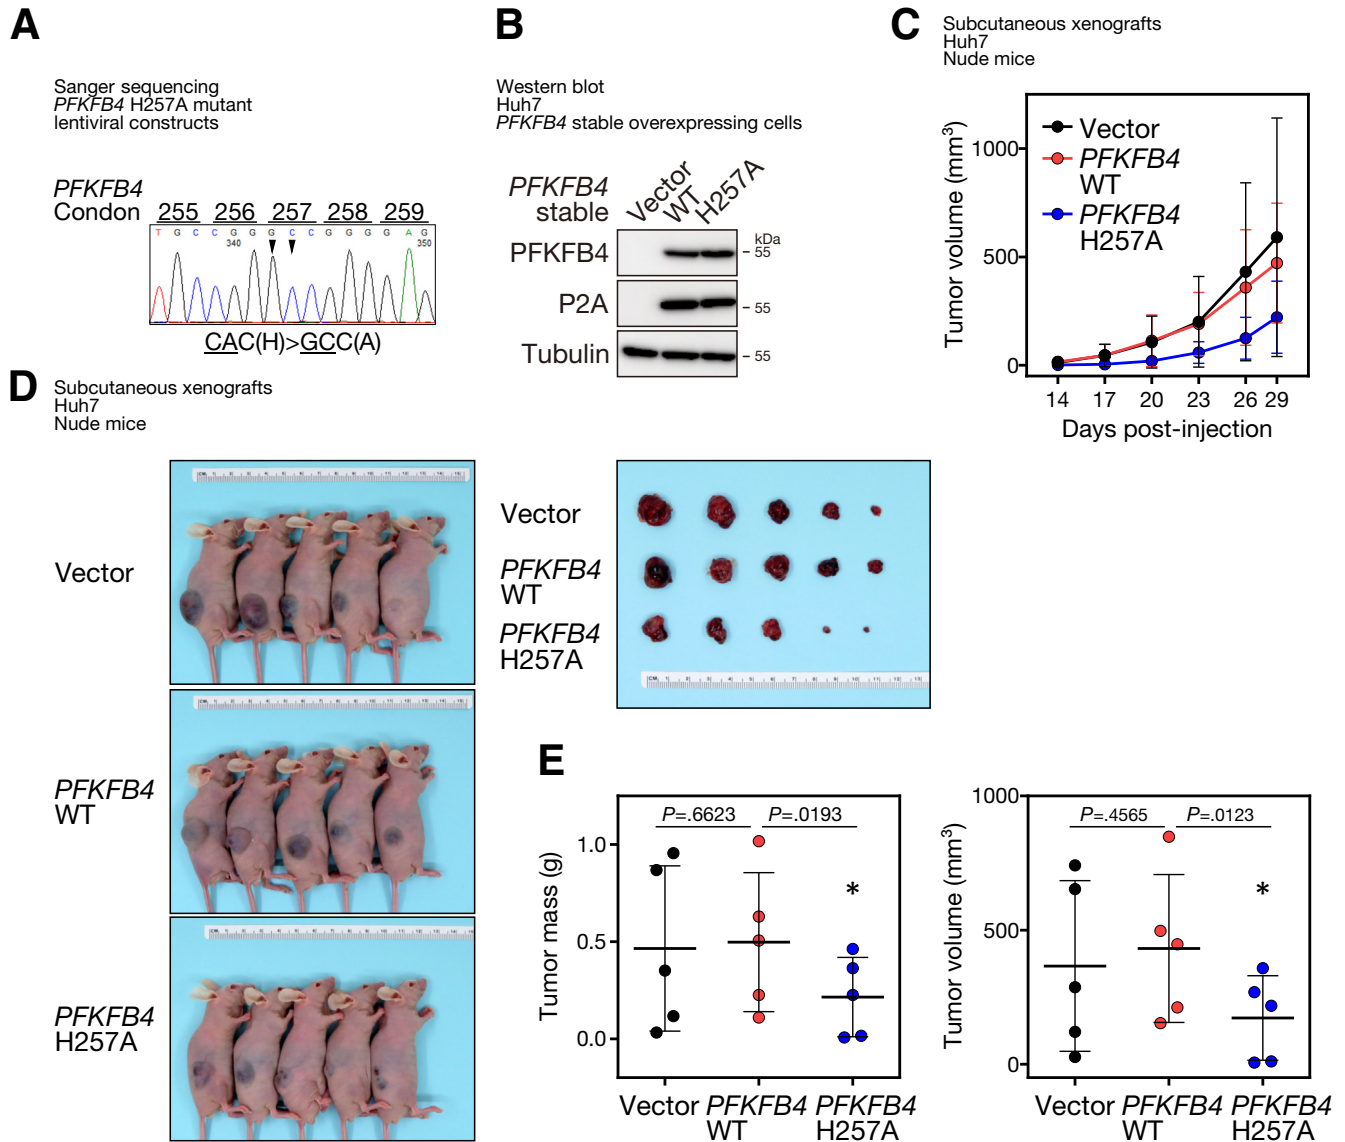 A
Sanger sequencing
PFKFB4 H257A mutant
lentiviral constructs
PFKFB4
Condon 255 256 257 258 259
T G C C G G G C C G G G G A G
340 350
CAC(H)>GCC(A)
B
Western blot
Huh7
PFKFB4 stable overexpressing cells
PFKFB4
stable
Vector
WT
H257A
kDa
PFKFB4 - 55
P2A - 55
Tubulin - 55
C
Subcutaneous xenografts
Huh7
Nude mice
Tumor volume (mm³)
1000
500
0
Vector
PFKFB4
WT
PFKFB4
H257A
14 17 20 23 26 29
Days post-injection
D
Subcutaneous xenografts
Huh7
Nude mice
Vector
PFKFB4
WT
PFKFB4
H257A
Vector
PFKFB4
WT
PFKFB4
H257A
E
Tumor mass (g)
1.0
0.5
0.0
P=.6623 P=.0193
*
Vector PFKFB4 PFKFB4
WT H257A
Tumor volume (mm³)
1000
500
0
P=.4565 P=.0123
*
Vector PFKFB4 PFKFB4
WT H257A